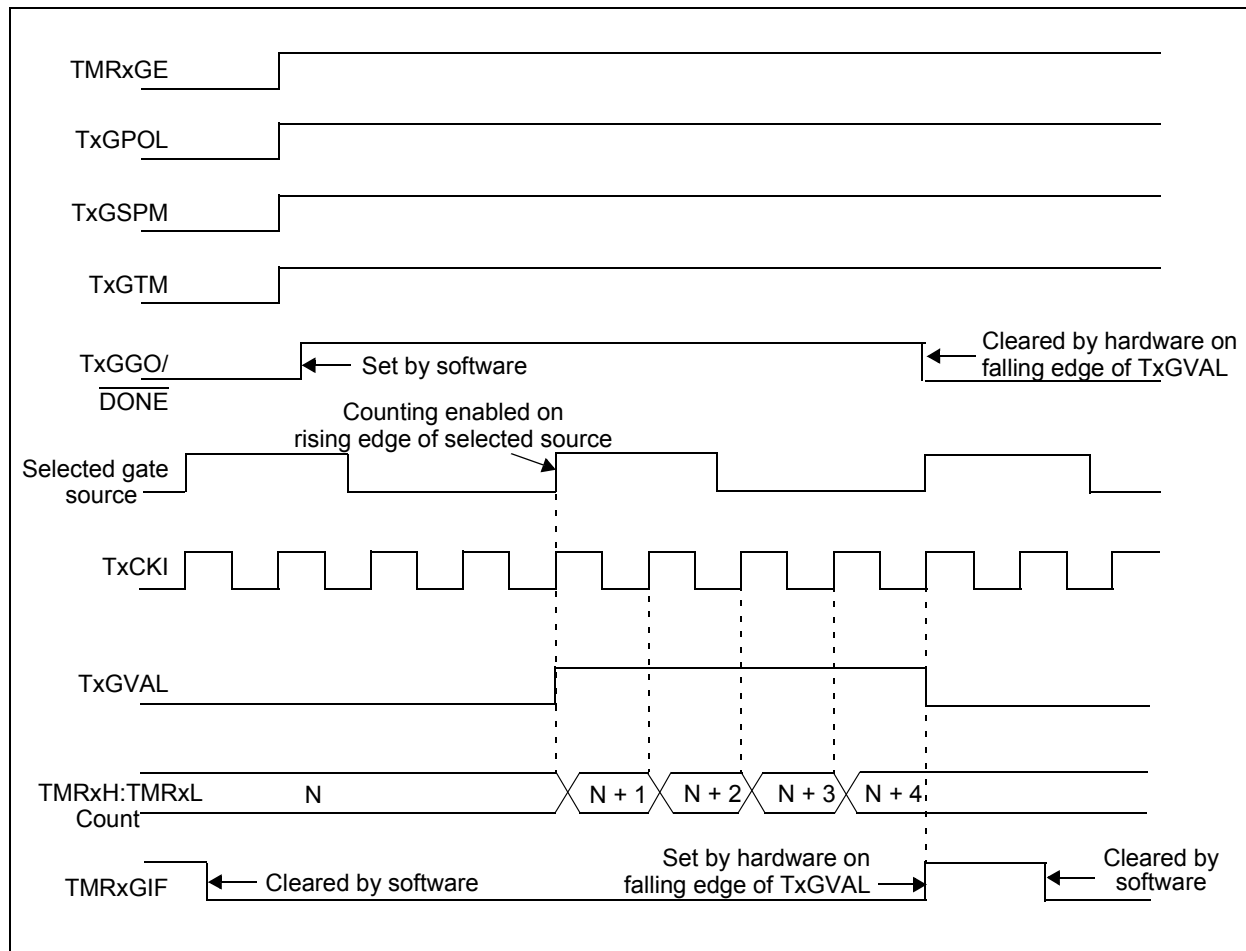 TMRxGE
TxGPOL
TxGSPM
TxGTM
TxGGO/
DONE
Set by software
Cleared by hardware on
falling edge of TxGVAL
Counting enabled on
rising edge of selected source
Selected gate
source
TxCKI
TxGVAL
TMRxH:TMRxL
Count
N
N + 1
N + 2
N + 3
N + 4
TMRxGIF
Cleared by software
Set by hardware on
falling edge of TxGVAL
Cleared by
software